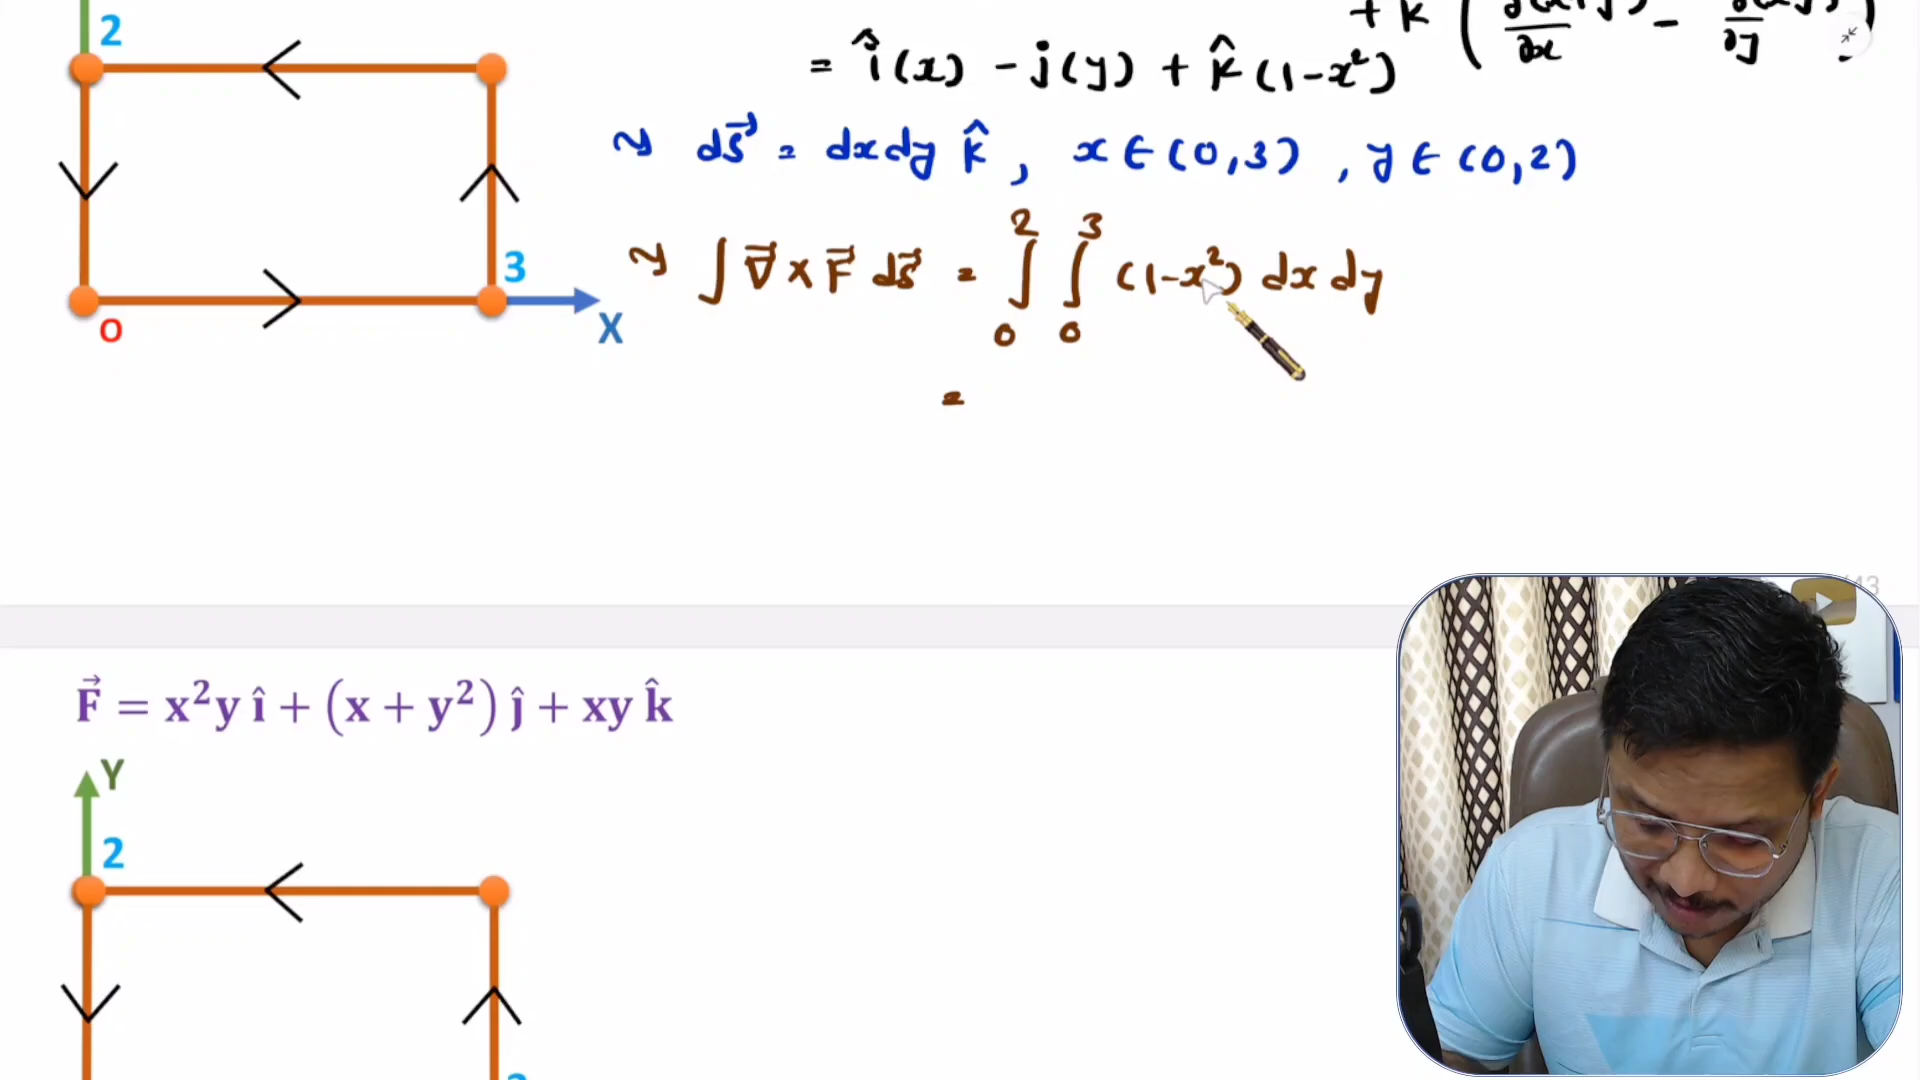 2
+ k̂ ( ∂x − ∂y )
= î(x) - j(y) + k̂(1-x²)
~> dS⃗ = dxdy k̂, x ∈ (0,3), y ∈ (0,2)
~> ∫ ∇⃗ × F⃗ dS⃗ = ∫₀² ∫₀³ (1-x²) dx dy
3
X
O
=
F⃗ = x²y î + (x + y²) ĵ + xy k̂
Y
2